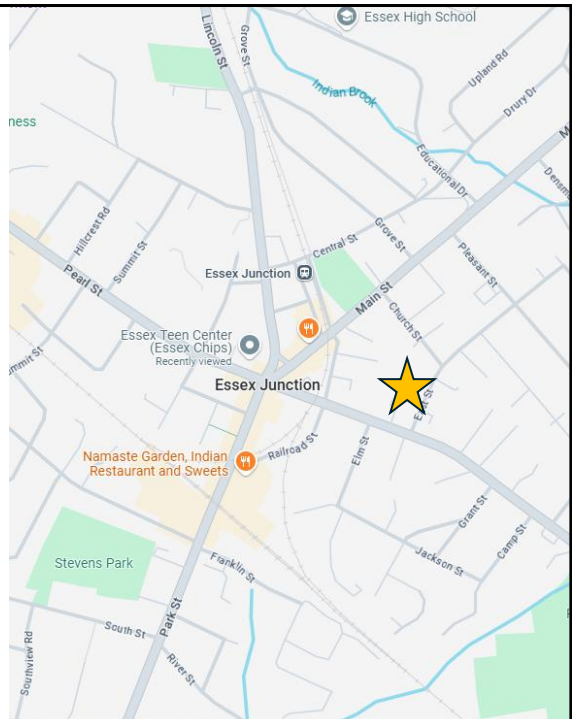 Essex High School
Lincoln St
Grove St
Upland Rd
Indian Brook
Drury Dr
ness
Educational Dr
Hillcrest Rd
Summit St
Central St
Grove St
Pleasant St
Essex Junction
Pearl St
Main St
Church St
Essex Teen Center
(Essex Chips)
Recently viewed
Essex Junction
Namaste Garden, Indian
Restaurant and Sweets
Railroad St
Elm St
Grant St
Camp St
Jackson St
Stevens Park
Franklin St
South St
Park St
River St
Southview Rd